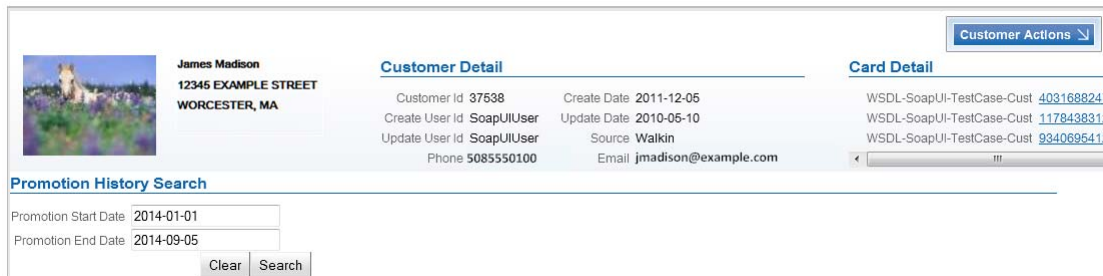 Customer Actions
James Madison
12345 EXAMPLE STREET
WORCESTER, MA
Customer Detail
Customer Id 37538 Create Date 2011-12-05
Create User Id SoapUIUser Update Date 2010-05-10
Update User Id SoapUIUser Source Walkin
Phone 5085550100 Email jmadison@example.com
Card Detail
WSDL-SoapUI-TestCase-Cust 403168824
WSDL-SoapUI-TestCase-Cust 117843831
WSDL-SoapUI-TestCase-Cust 934069541
Promotion History Search
Promotion Start Date 2014-01-01
Promotion End Date 2014-09-05
Clear Search